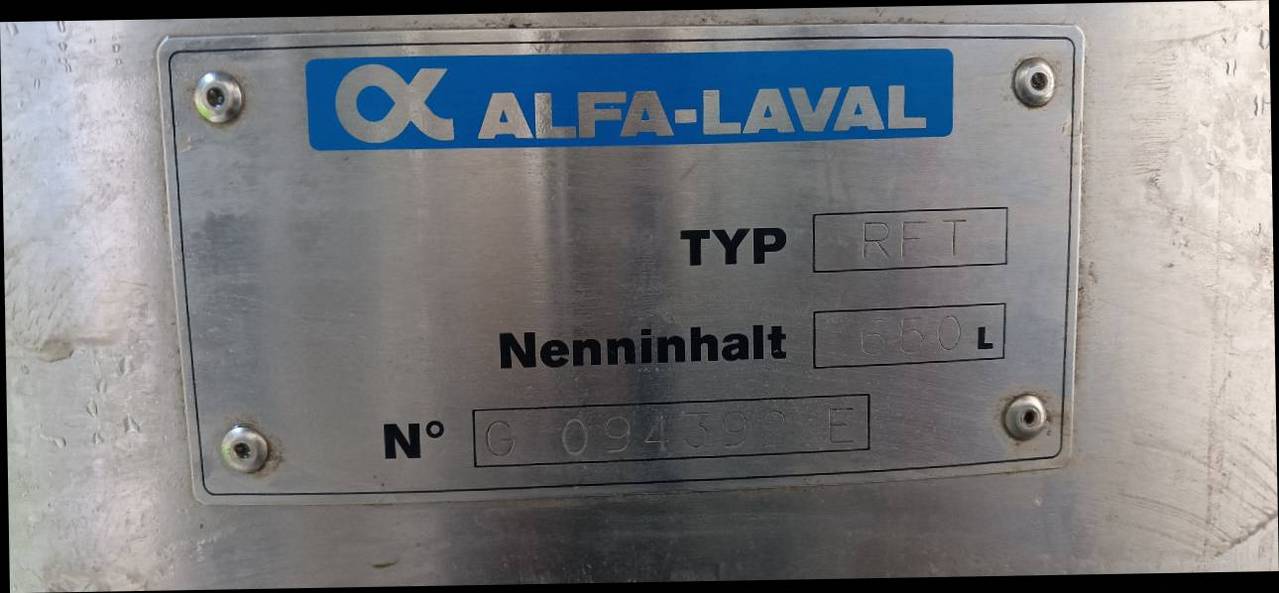 ALFA-LAVAL
TYP RFT
Nenninhalt 650 L
N° G E